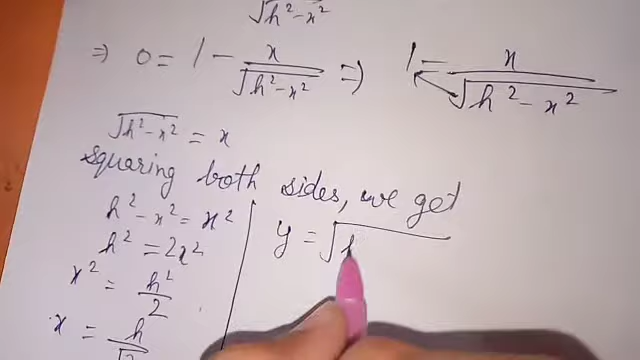 √h²-x²
⇒ 0 = 1 - x/√h²-x² ⇒ 1 = x/√h²-x²
√h²-x² = x
squaring both sides, we get
h²-x² = x²
h² = 2x²
x² = h²/2
x = h/√2
y = √h